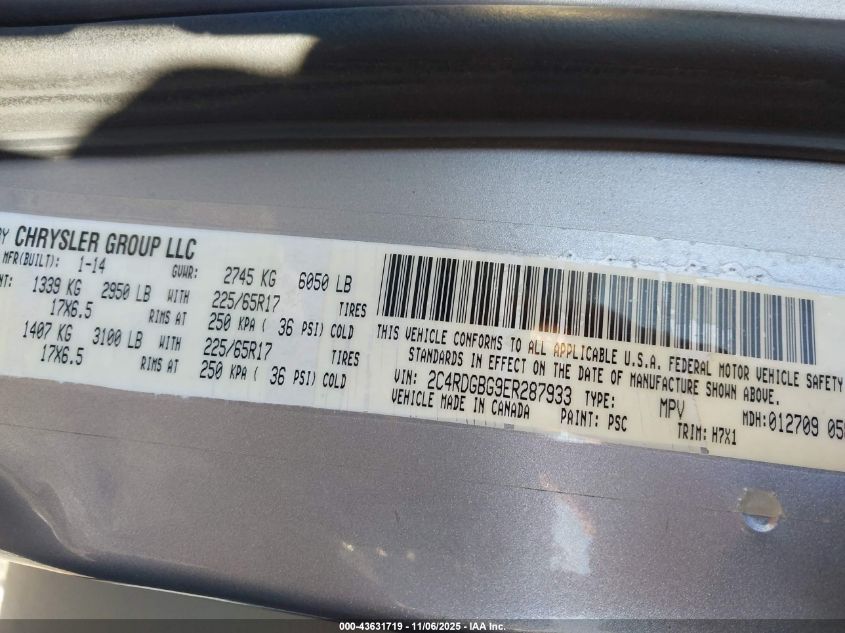 RY CHRYSLER GROUP LLC
MFR(BUILT): 1-14 GVWR: 2745 KG 6050 LB
NT: 1339 KG 2950 LB WITH 225/65R17 TIRES
17X6.5 RIMS AT 250 KPA ( 36 PSI) COLD
1407 KG 3100 LB WITH 225/65R17 TIRES
17X6.5 RIMS AT 250 KPA ( 36 PSI) COLD
THIS VEHICLE CONFORMS TO ALL APPLICABLE U.S.A. FEDERAL MOTOR VEHICLE SAFETY
STANDARDS IN EFFECT ON THE DATE OF MANUFACTURE SHOWN ABOVE.
VIN: 2C4RDGBG9ER287933 TYPE: MPV MDH:012709 05
VEHICLE MADE IN CANADA PAINT: PSC TRIM: H7X1
000-43631719 — 11/06/2025 — IAA Inc.